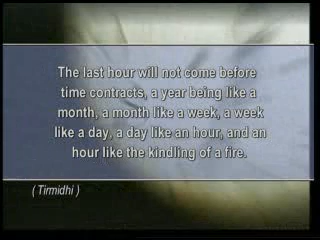 The last hour will not come before
time contracts, a year being like a
month, a month like a week, a week
like a day, a day like an hour, and an
hour like the kindling of a fire.
( Tirmidhi )